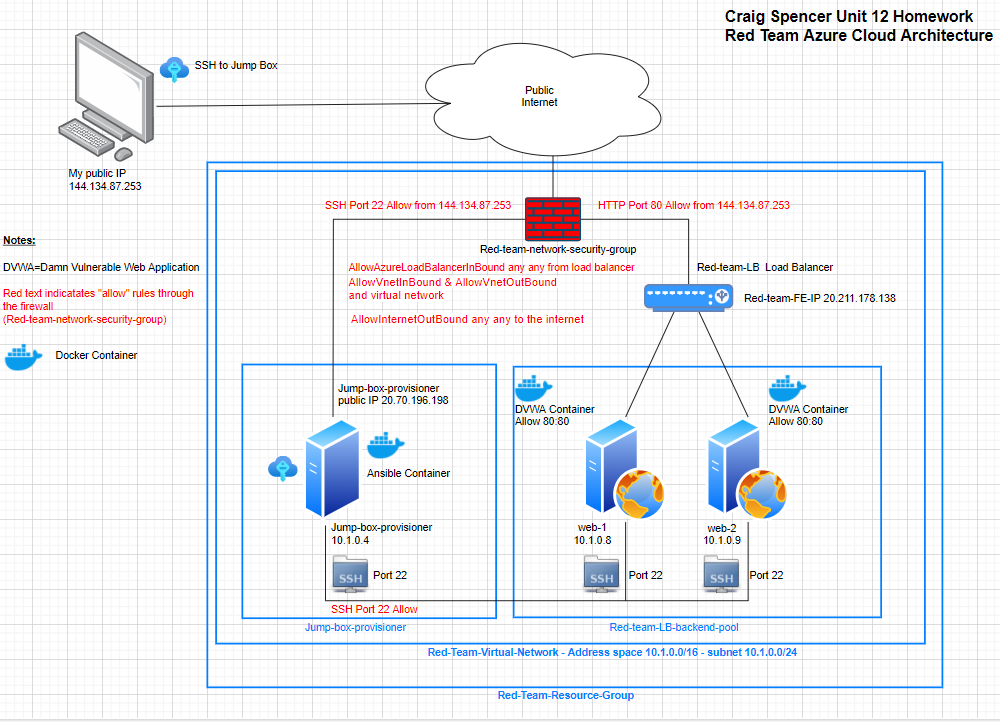 Craig Spencer Unit 12 Homework
Red Team Azure Cloud Architecture
SSH to Jump Box
Public
Internet
My public IP
144.134.87.253
SSH Port 22 Allow from 144.134.87.253
HTTP Port 80 Allow from 144.134.87.253
Notes:
DVWA=Damn Vulnerable Web Application
Red text indicatates "allow" rules through
the firewall
(Red-team-network-security-group)
Docker Container
Red-team-network-security-group
AllowAzureLoadBalancerInBound any any from load balancer
AllowVnetInBound & AllowVnetOutBound
and virtual network
AllowInternetOutBound any any to the internet
Red-team-LB Load Balancer
Red-team-FE-IP 20.211.178.138
Jump-box-provisioner
public IP 20.70.196.198
Ansible Container
Jump-box-provisioner
10.1.0.4
SSH
Port 22
SSH Port 22 Allow
Jump-box-provisioner
DVWA Container
Allow 80:80
DVWA Container
Allow 80:80
web-1
10.1.0.8
web-2
10.1.0.9
SSH
Port 22
SSH
Port 22
Red-team-LB-backend-pool
Red-Team-Virtual-Network - Address space 10.1.0.0/16 - subnet 10.1.0.0/24
Red-Team-Resource-Group